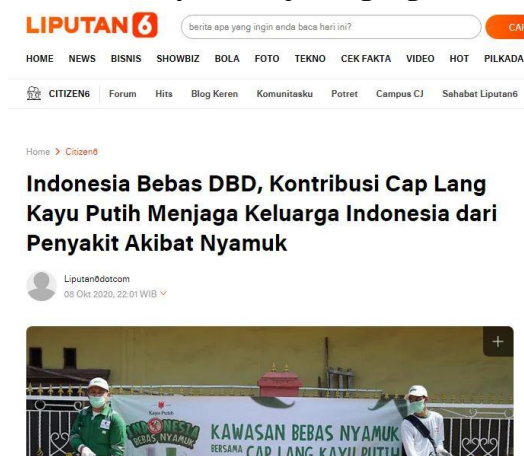 LIPUTAN 6
berita apa yang ingin anda baca hari ini?
CAR
HOME NEWS BISNIS SHOWBIZ BOLA FOTO TEKNO CEK FAKTA VIDEO HOT PILKADA
CITIZEN6 Forum Hits Blog Keren Komunitasku Potret Campus CJ Sahabat Liputan6
Home > Citizen6
Indonesia Bebas DBD, Kontribusi Cap Lang
Kayu Putih Menjaga Keluarga Indonesia dari
Penyakit Akibat Nyamuk
Liputan6dotcom
08 Okt 2020, 22:01 WIB
Kayu Putih
INDONESIA
BEBAS NYAMUK
KAWASAN BEBAS NYAMUK
BERSAMA CAP LANG KAYU PUTIH